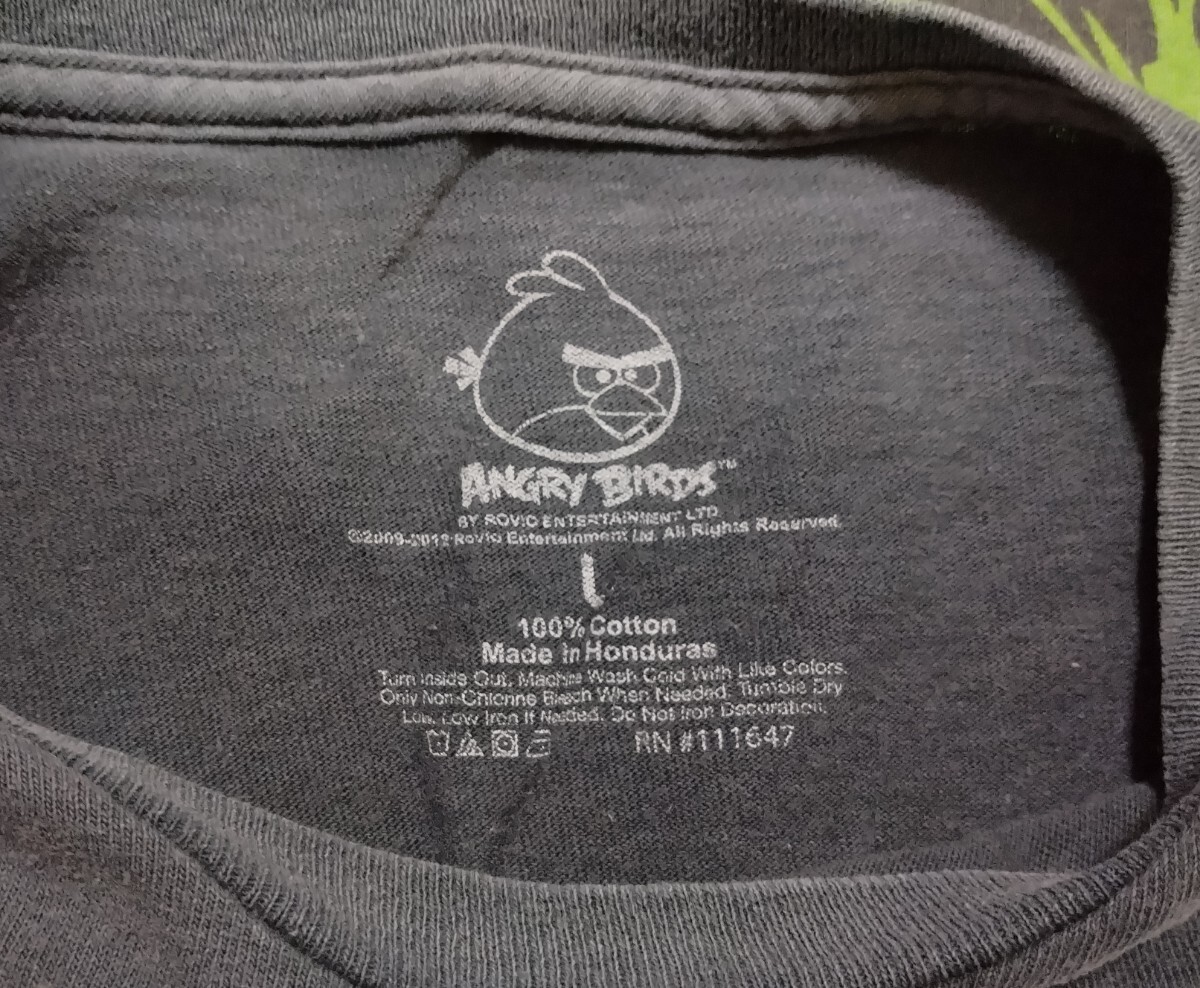 ANGRY BIRDS™
BY ROVIO ENTERTAINMENT LTD.
©2009-2012 Rovio Entertainment Ltd. All Rights Reserved.
L
100% Cotton
Made in Honduras
Turn Inside Out. Machine Wash Cold With Like Colors.
Only Non-Chlorine Bleach When Needed. Tumble Dry
Low. Low Iron If Needed. Do Not Iron Decoration.
RN #111647